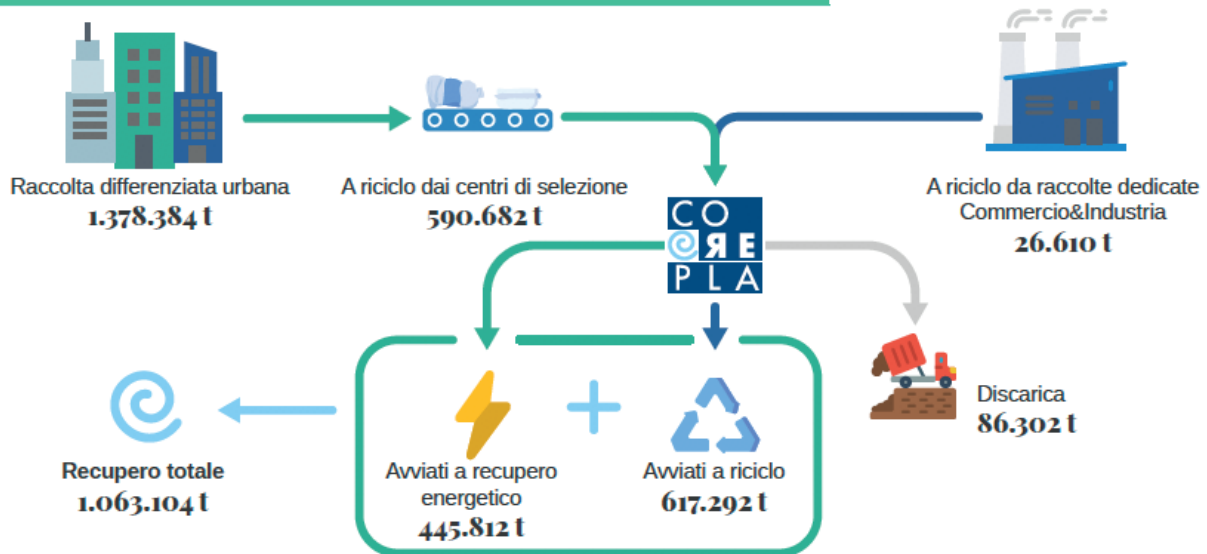 Raccolta differenziata urbana
1.378.384 t
A riciclo dai centri di selezione
590.682 t
A riciclo da raccolte dedicate
Commercio&Industria
26.610 t
CO
RE
PLA
Discarica
86.302 t
Recupero totale
1.063.104 t
Avviati a recupero
energetico
445.812 t
Avviati a riciclo
617.292 t